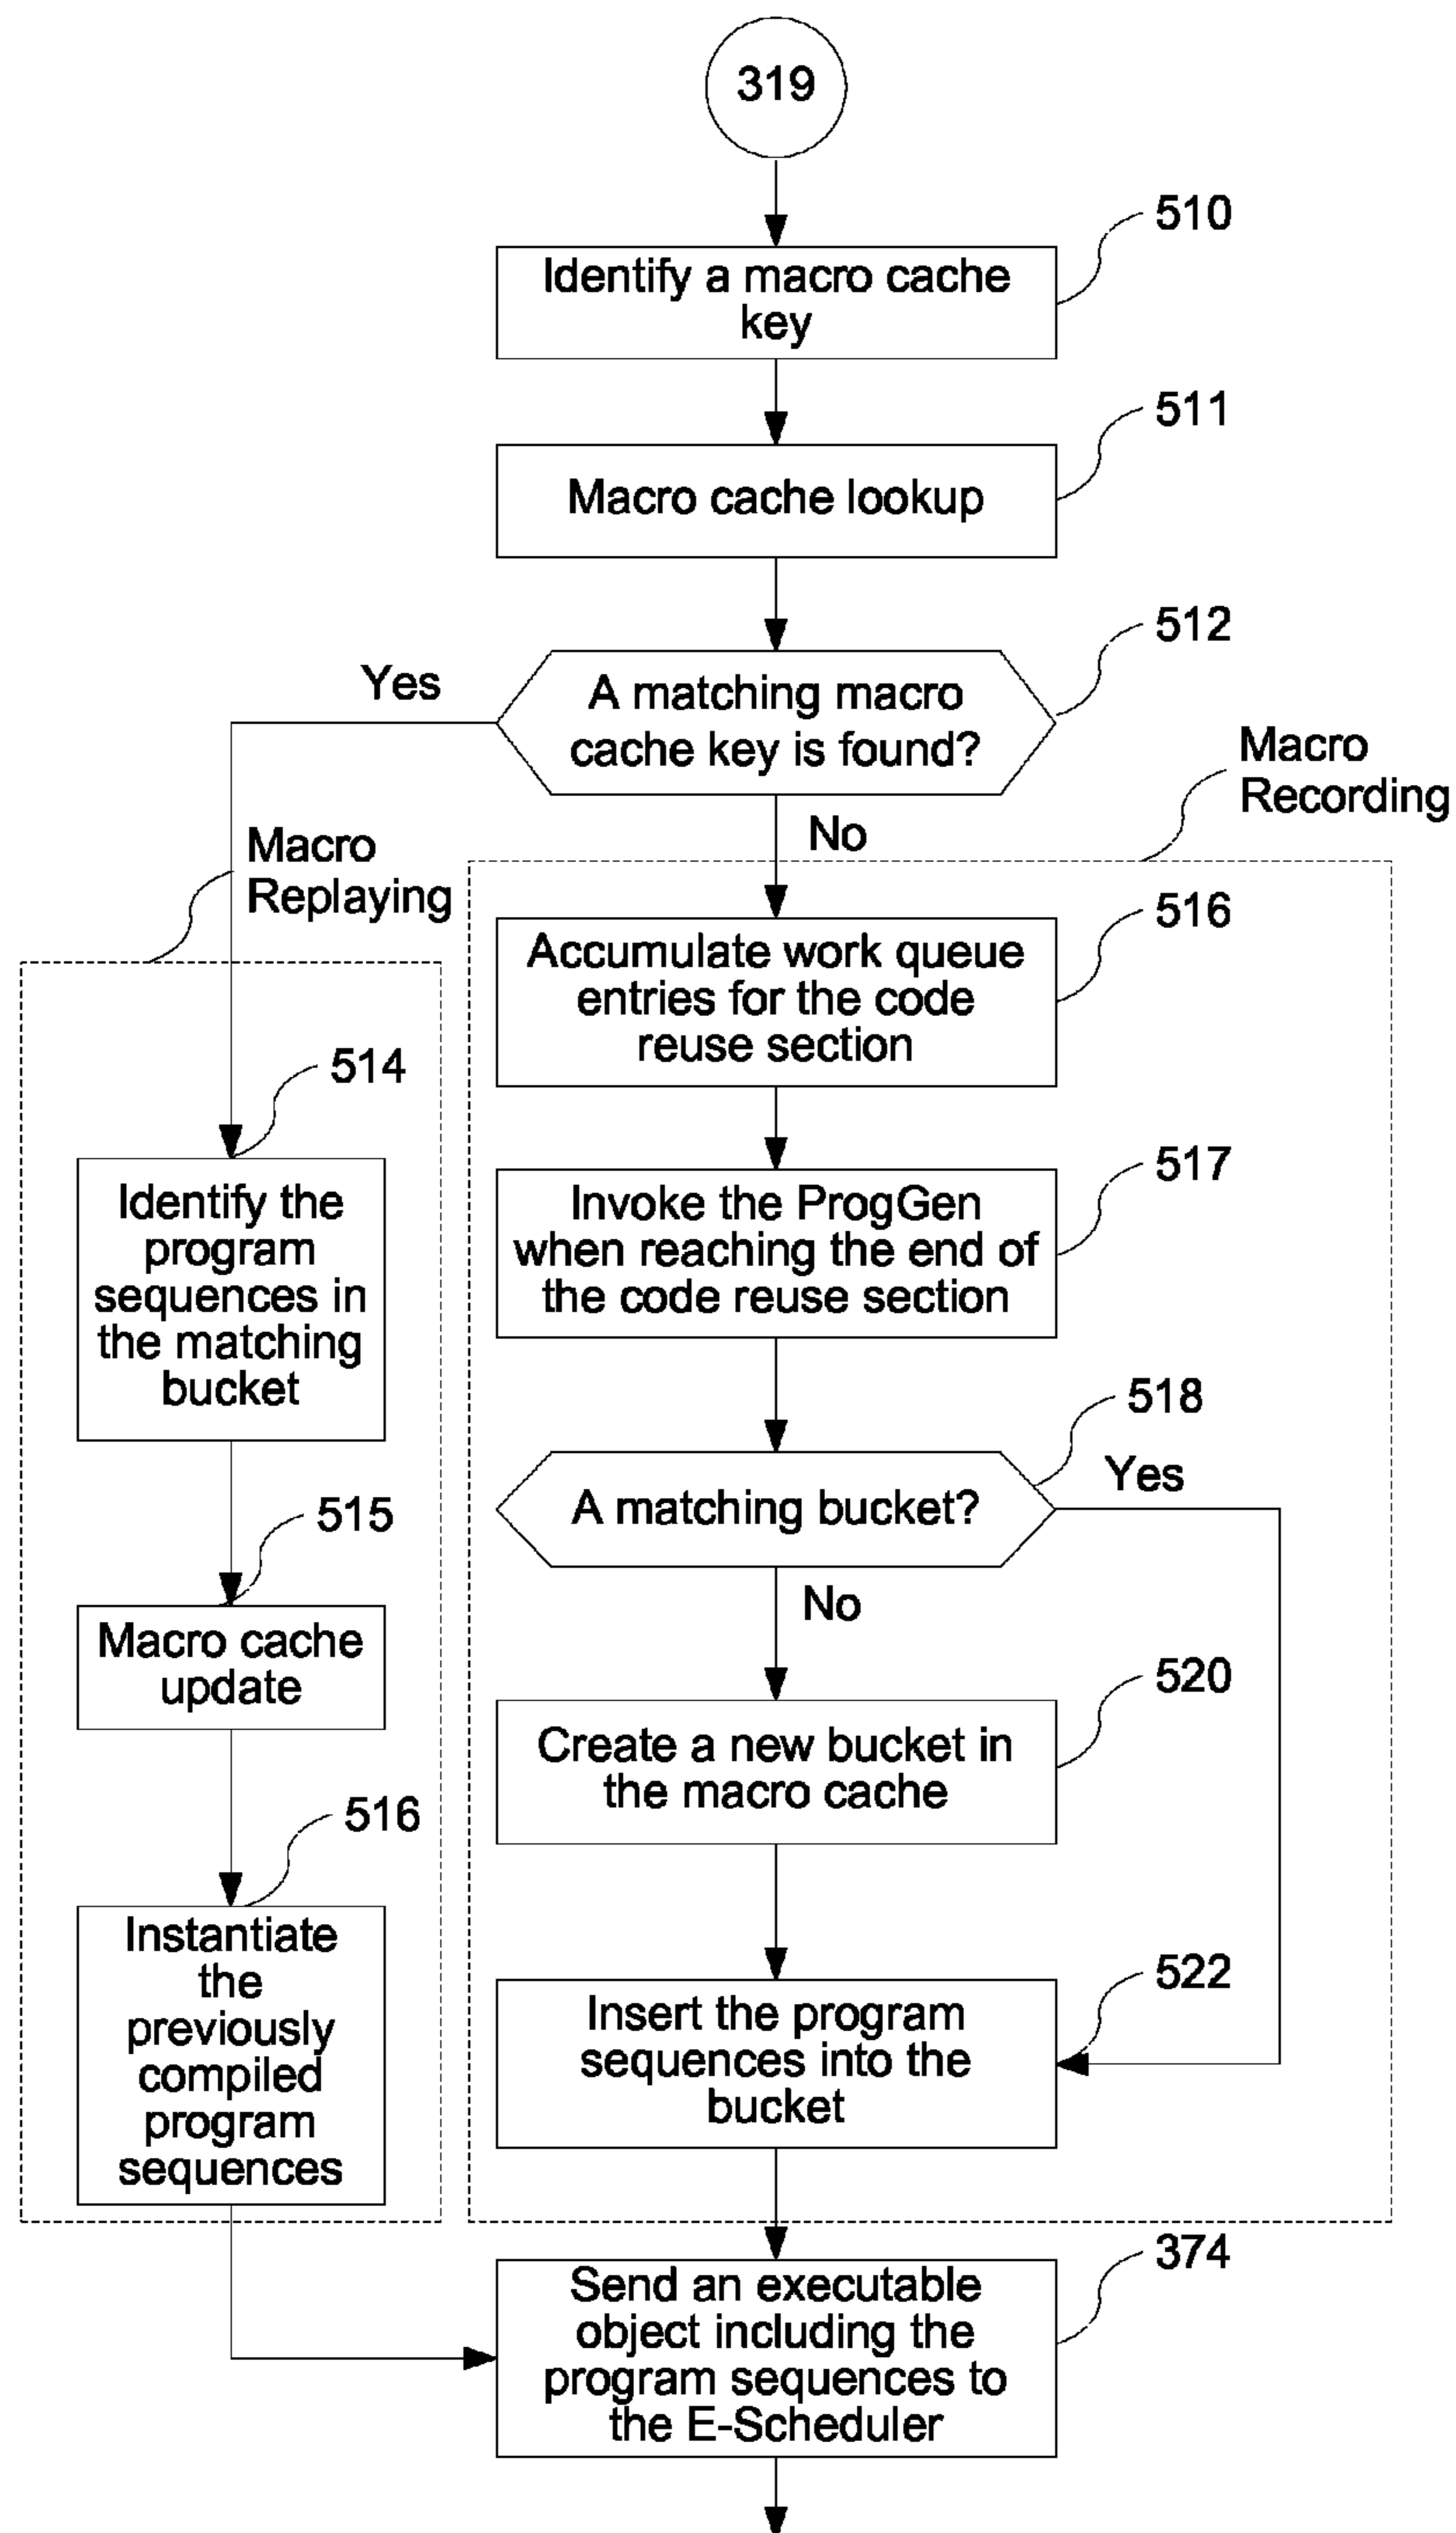 319
510
Identify a macro cache
key
511
Macro cache lookup
512
Yes
A matching macro
cache key is found?
Macro
Recording
No
Macro
Replaying
516
Accumulate work queue
entries for the code
reuse section
514
517
Identify the
program
sequences in
the matching
bucket
Invoke the ProgGen
when reaching the end of
the code reuse section
518
Yes
A matching bucket?
515
No
Macro cache
update
520
Create a new bucket in
the macro cache
516
Instantiate
the
previously
compiled
program
sequences
522
Insert the program
sequences into the
bucket
374
Send an executable
object including the
program sequences to
the E-Scheduler